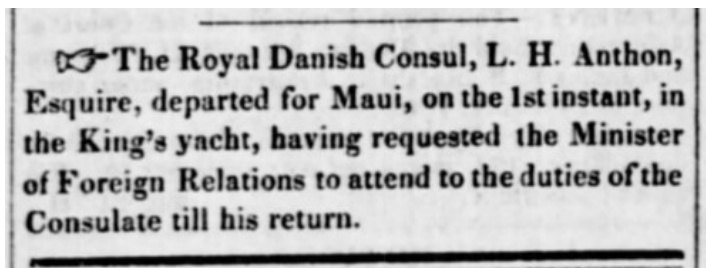 ☞The Royal Danish Consul, L. H. Anthon,
Esquire, departed for Maui, on the 1st instant, in
the King's yacht, having requested the Minister
of Foreign Relations to attend to the duties of the
Consulate till his return.